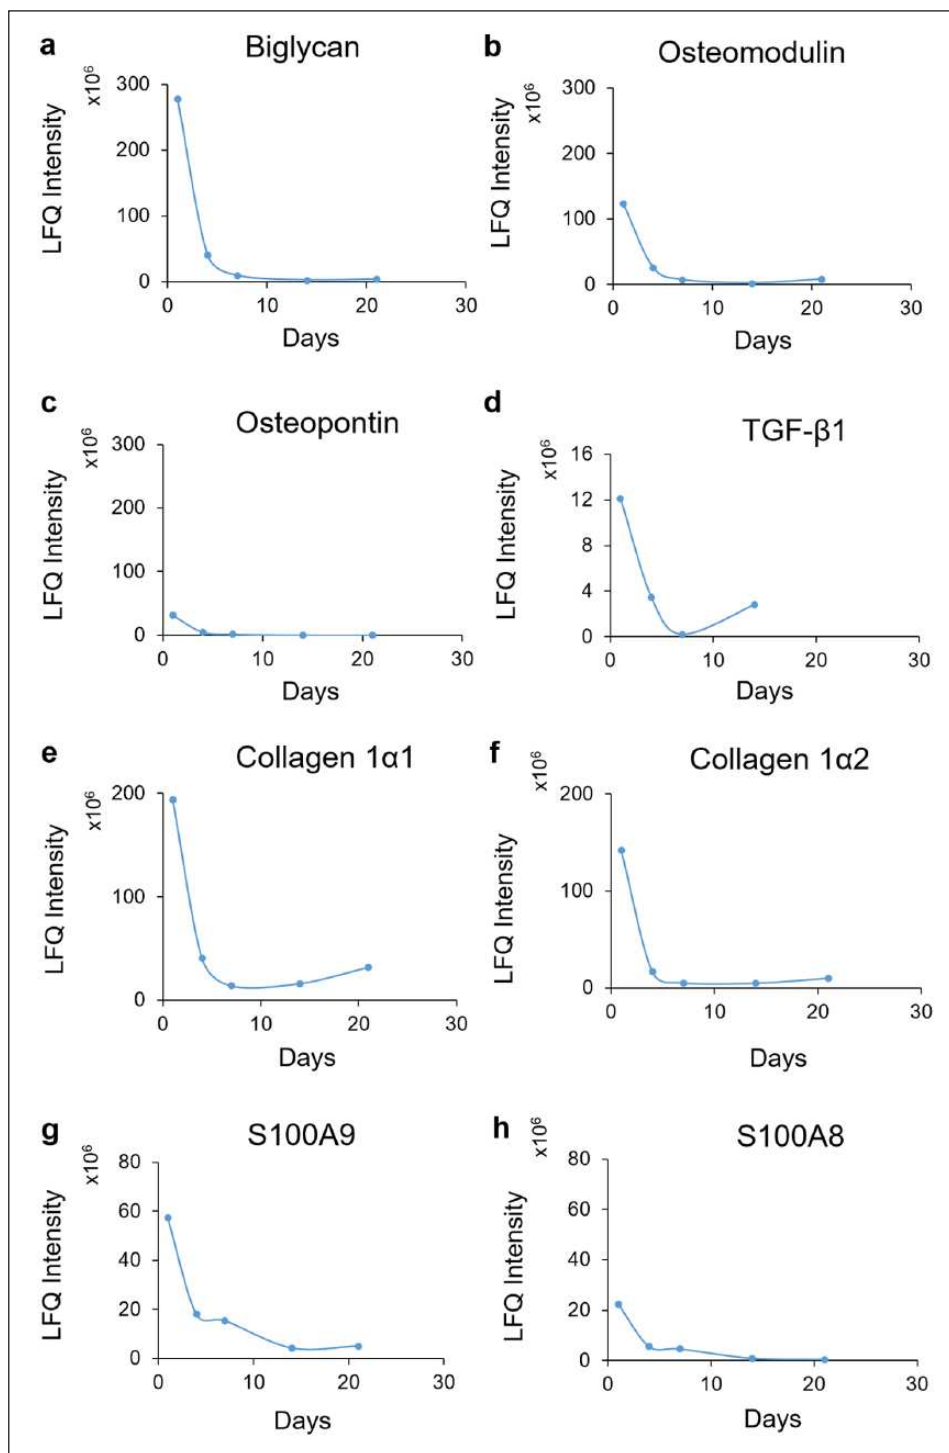 a
Biglycan
x10⁶
LFQ Intensity
300
200
100
0
0 10 20 30
Days
b
Osteomodulin
x10⁶
LFQ Intensity
300
200
100
0
0 10 20 30
Days
c
Osteopontin
x10⁶
LFQ Intensity
300
200
100
0
0 10 20 30
Days
d
TGF-β1
x10⁶
LFQ Intensity
16
12
8
4
0
0 10 20 30
Days
e
Collagen 1α1
x10⁶
LFQ Intensity
200
100
0
0 10 20 30
Days
f
Collagen 1α2
x10⁶
LFQ Intensity
200
100
0
0 10 20 30
Days
g
S100A9
x10⁶
LFQ Intensity
80
60
40
20
0
0 10 20 30
Days
h
S100A8
x10⁶
LFQ Intensity
80
60
40
20
0
0 10 20 30
Days